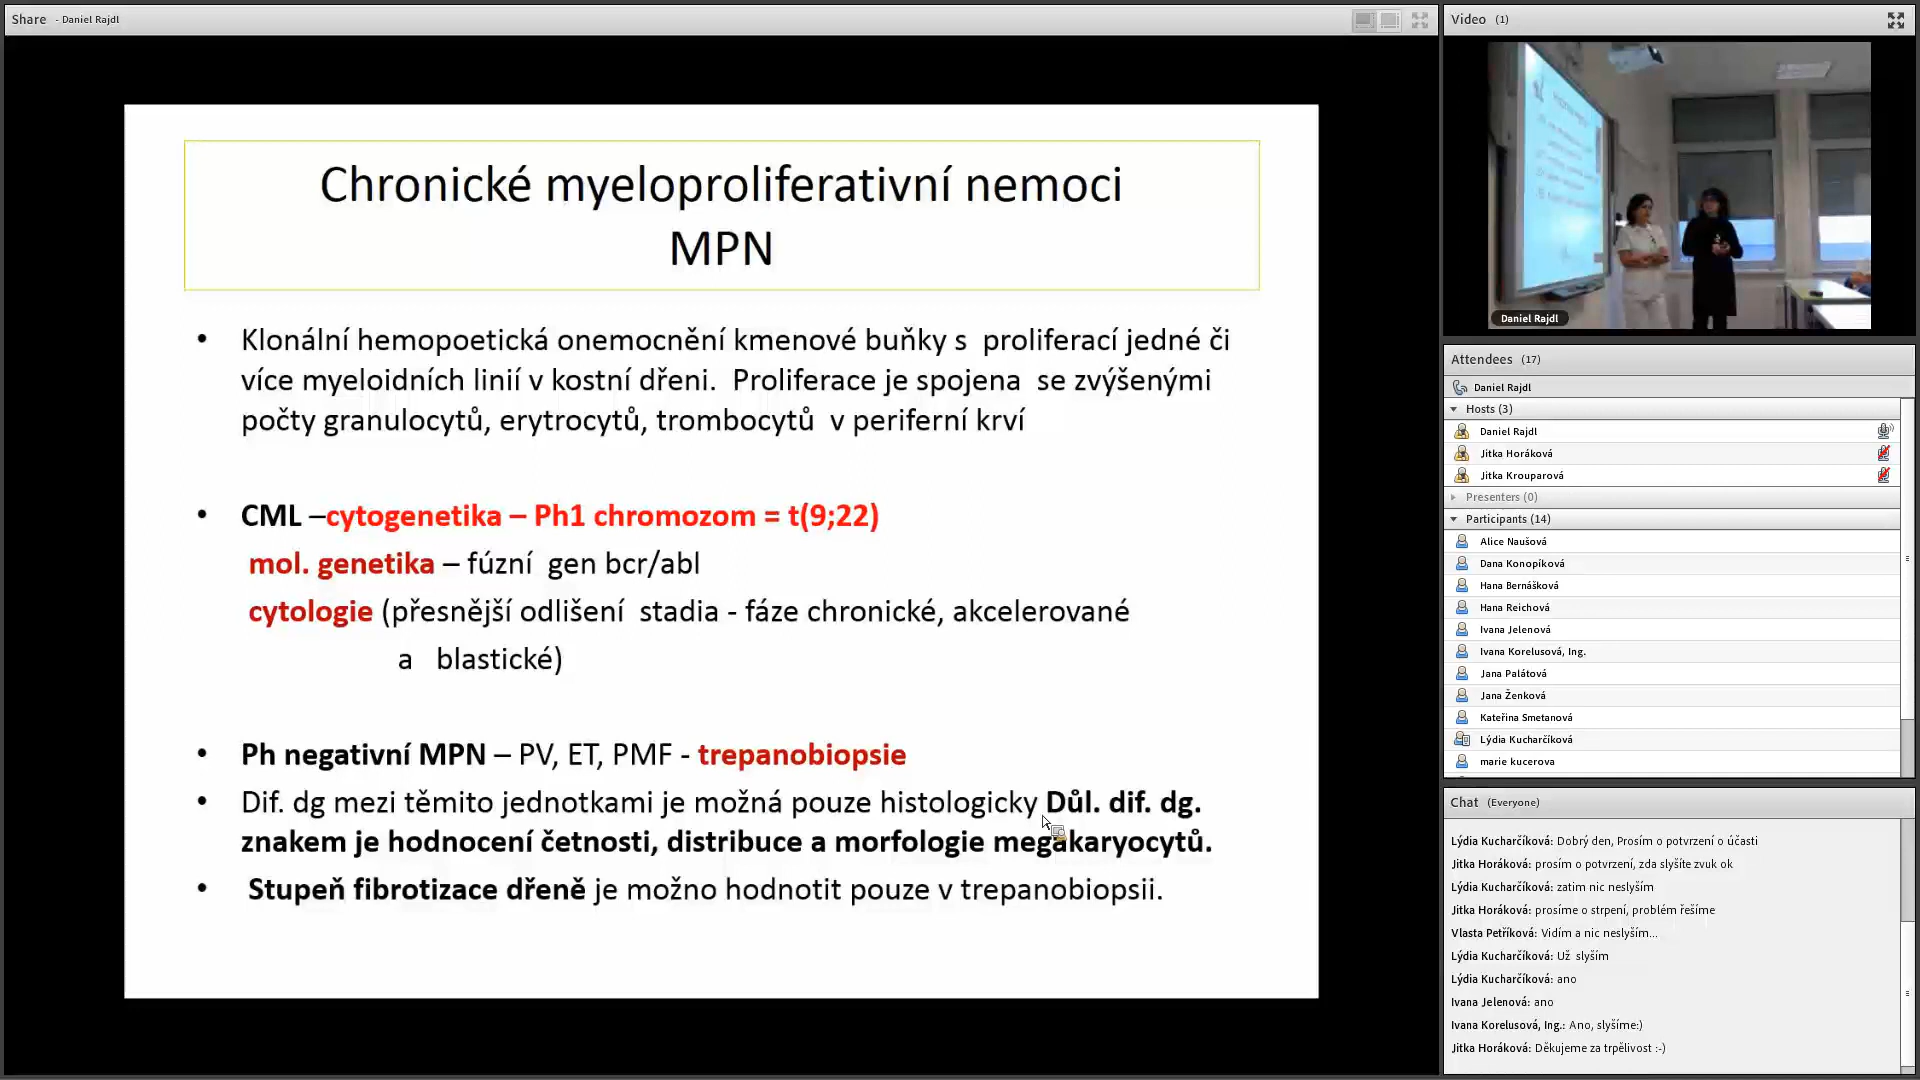 Share - Daniel Rajdl
Chronické myeloproliferativní nemoci
MPN
• Klonální hemopoetická onemocnění kmenové buňky s proliferací jedné či
více myeloidních linií v kostní dřeni. Proliferace je spojena se zvýšenými
počty granulocytů, erytrocytů, trombocytů v periferní krví
• CML –cytogenetika – Ph1 chromozom = t(9;22)
mol. genetika – fúzní gen bcr/abl
cytologie (přesnější odlišení stadia - fáze chronické, akcelerované
a blastické)
• Ph negativní MPN – PV, ET, PMF - trepanobiopsie
• Dif. dg mezi těmito jednotkami je možná pouze histologicky Důl. dif. dg.
znakem je hodnocení četnosti, distribuce a morfologie megakaryocytů.
• Stupeň fibrotizace dřeně je možno hodnotit pouze v trepanobiopsii.
Video (1)
Daniel Rajdl
Attendees (17)
Daniel Rajdl
Hosts (3)
Daniel Rajdl
Jitka Horáková
Jitka Krouparová
Presenters (0)
Participants (14)
Alice Naušová
Dana Konopíková
Hana Bernášková
Hana Reichová
Ivana Jelenová
Ivana Korelusová, Ing.
Jana Palátová
Jana Ženková
Kateřina Smetanová
Lýdia Kucharčíková
marie kucerova
Chat (Everyone)
Lýdia Kucharčíková: Dobrý den, Prosím o potvrzení o účasti
Jitka Horáková: prosím o potvrzení, zda slyšíte zvuk ok
Lýdia Kucharčíková: zatim nic neslyším
Jitka Horáková: prosíme o strpení, problém řešíme
Vlasta Petříková: Vidím a nic neslyším...
Lýdia Kucharčíková: Už slyším
Lýdia Kucharčíková: ano
Ivana Jelenová: ano
Ivana Korelusová, Ing.: Ano, slyšíme:)
Jitka Horáková: Děkujeme za trpělivost :-)